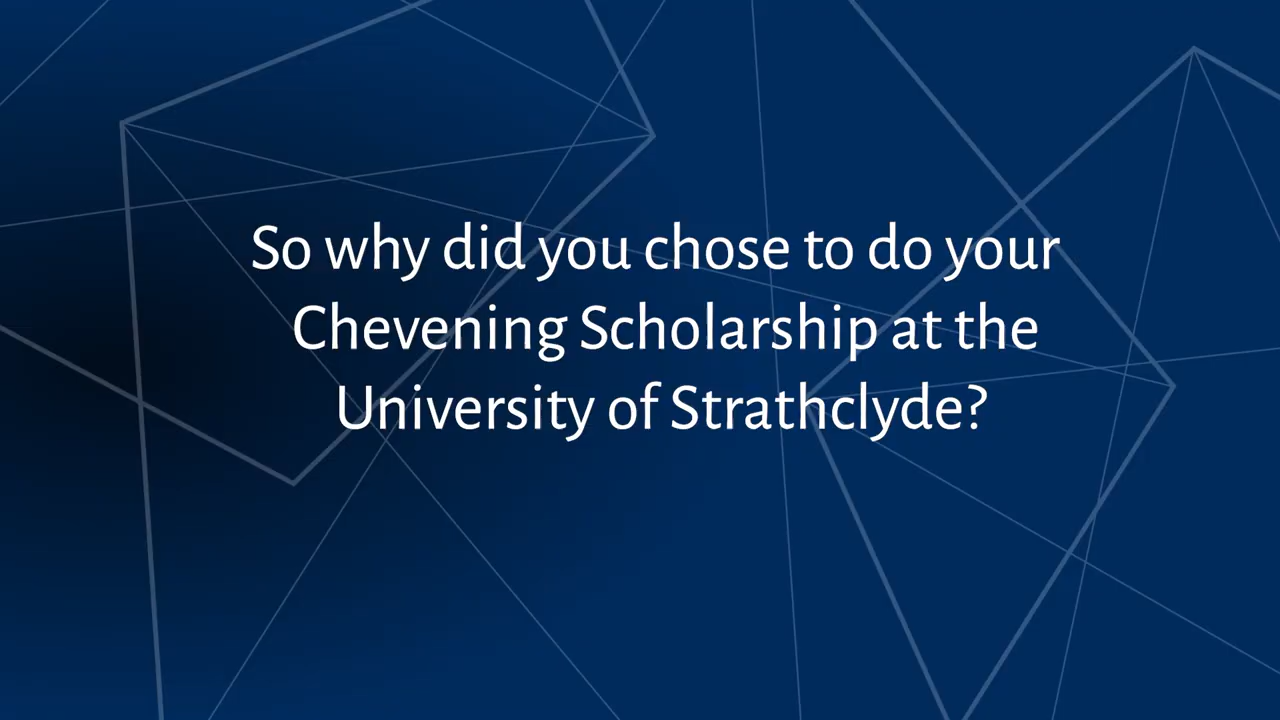 So why did you chose to do your
Chevening Scholarship at the
University of Strathclyde?